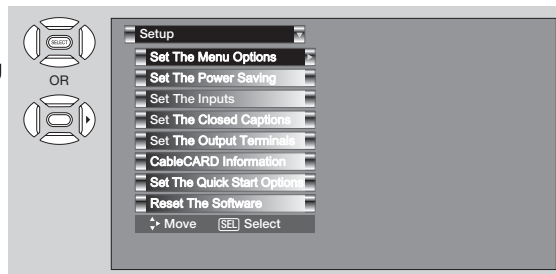 SELECT
OR
Setup
Set The Menu Options
Set The Power Saving
Set The Inputs
Set The Closed Captions
Set The Output Terminals
CableCARD Information
Set The Quick Start Options
Reset The Software
Move SEL Select